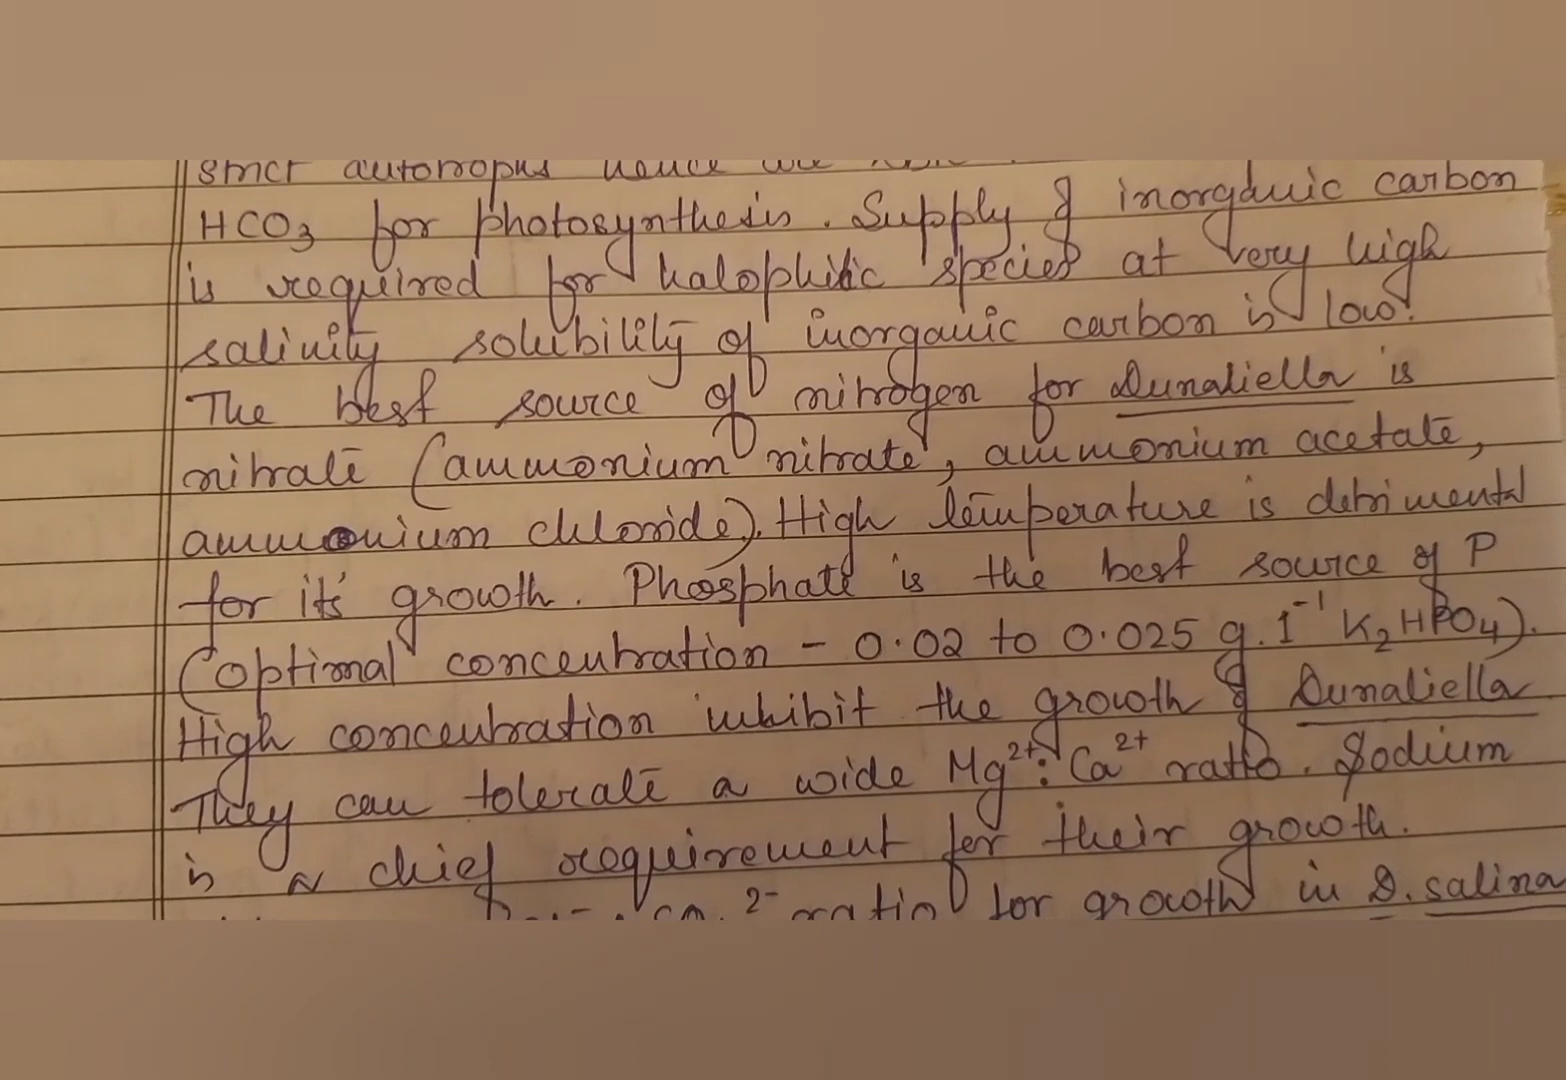 strict autotrophs hence
HCO3 for photosynthesis. Supply of inorganic carbon
is required for halophilic species at very high
salinity solubility of inorganic carbon is low.
The best source of nitrogen for Dunaliella is
nitrate (ammonium nitrate, ammonium acetate,
ammonium chloride). High temperature is detrimental
for it's growth. Phosphate is the best source of P
(optimal concentration - 0.02 to 0.025 g.l⁻¹ K2HPO4).
High concentration inhibit the growth of Dunaliella
They can tolerate a wide Mg²⁺: Ca²⁺ ratio. Sodium
is a chief requirement for their growth.
2- ratio for growth in D. salina